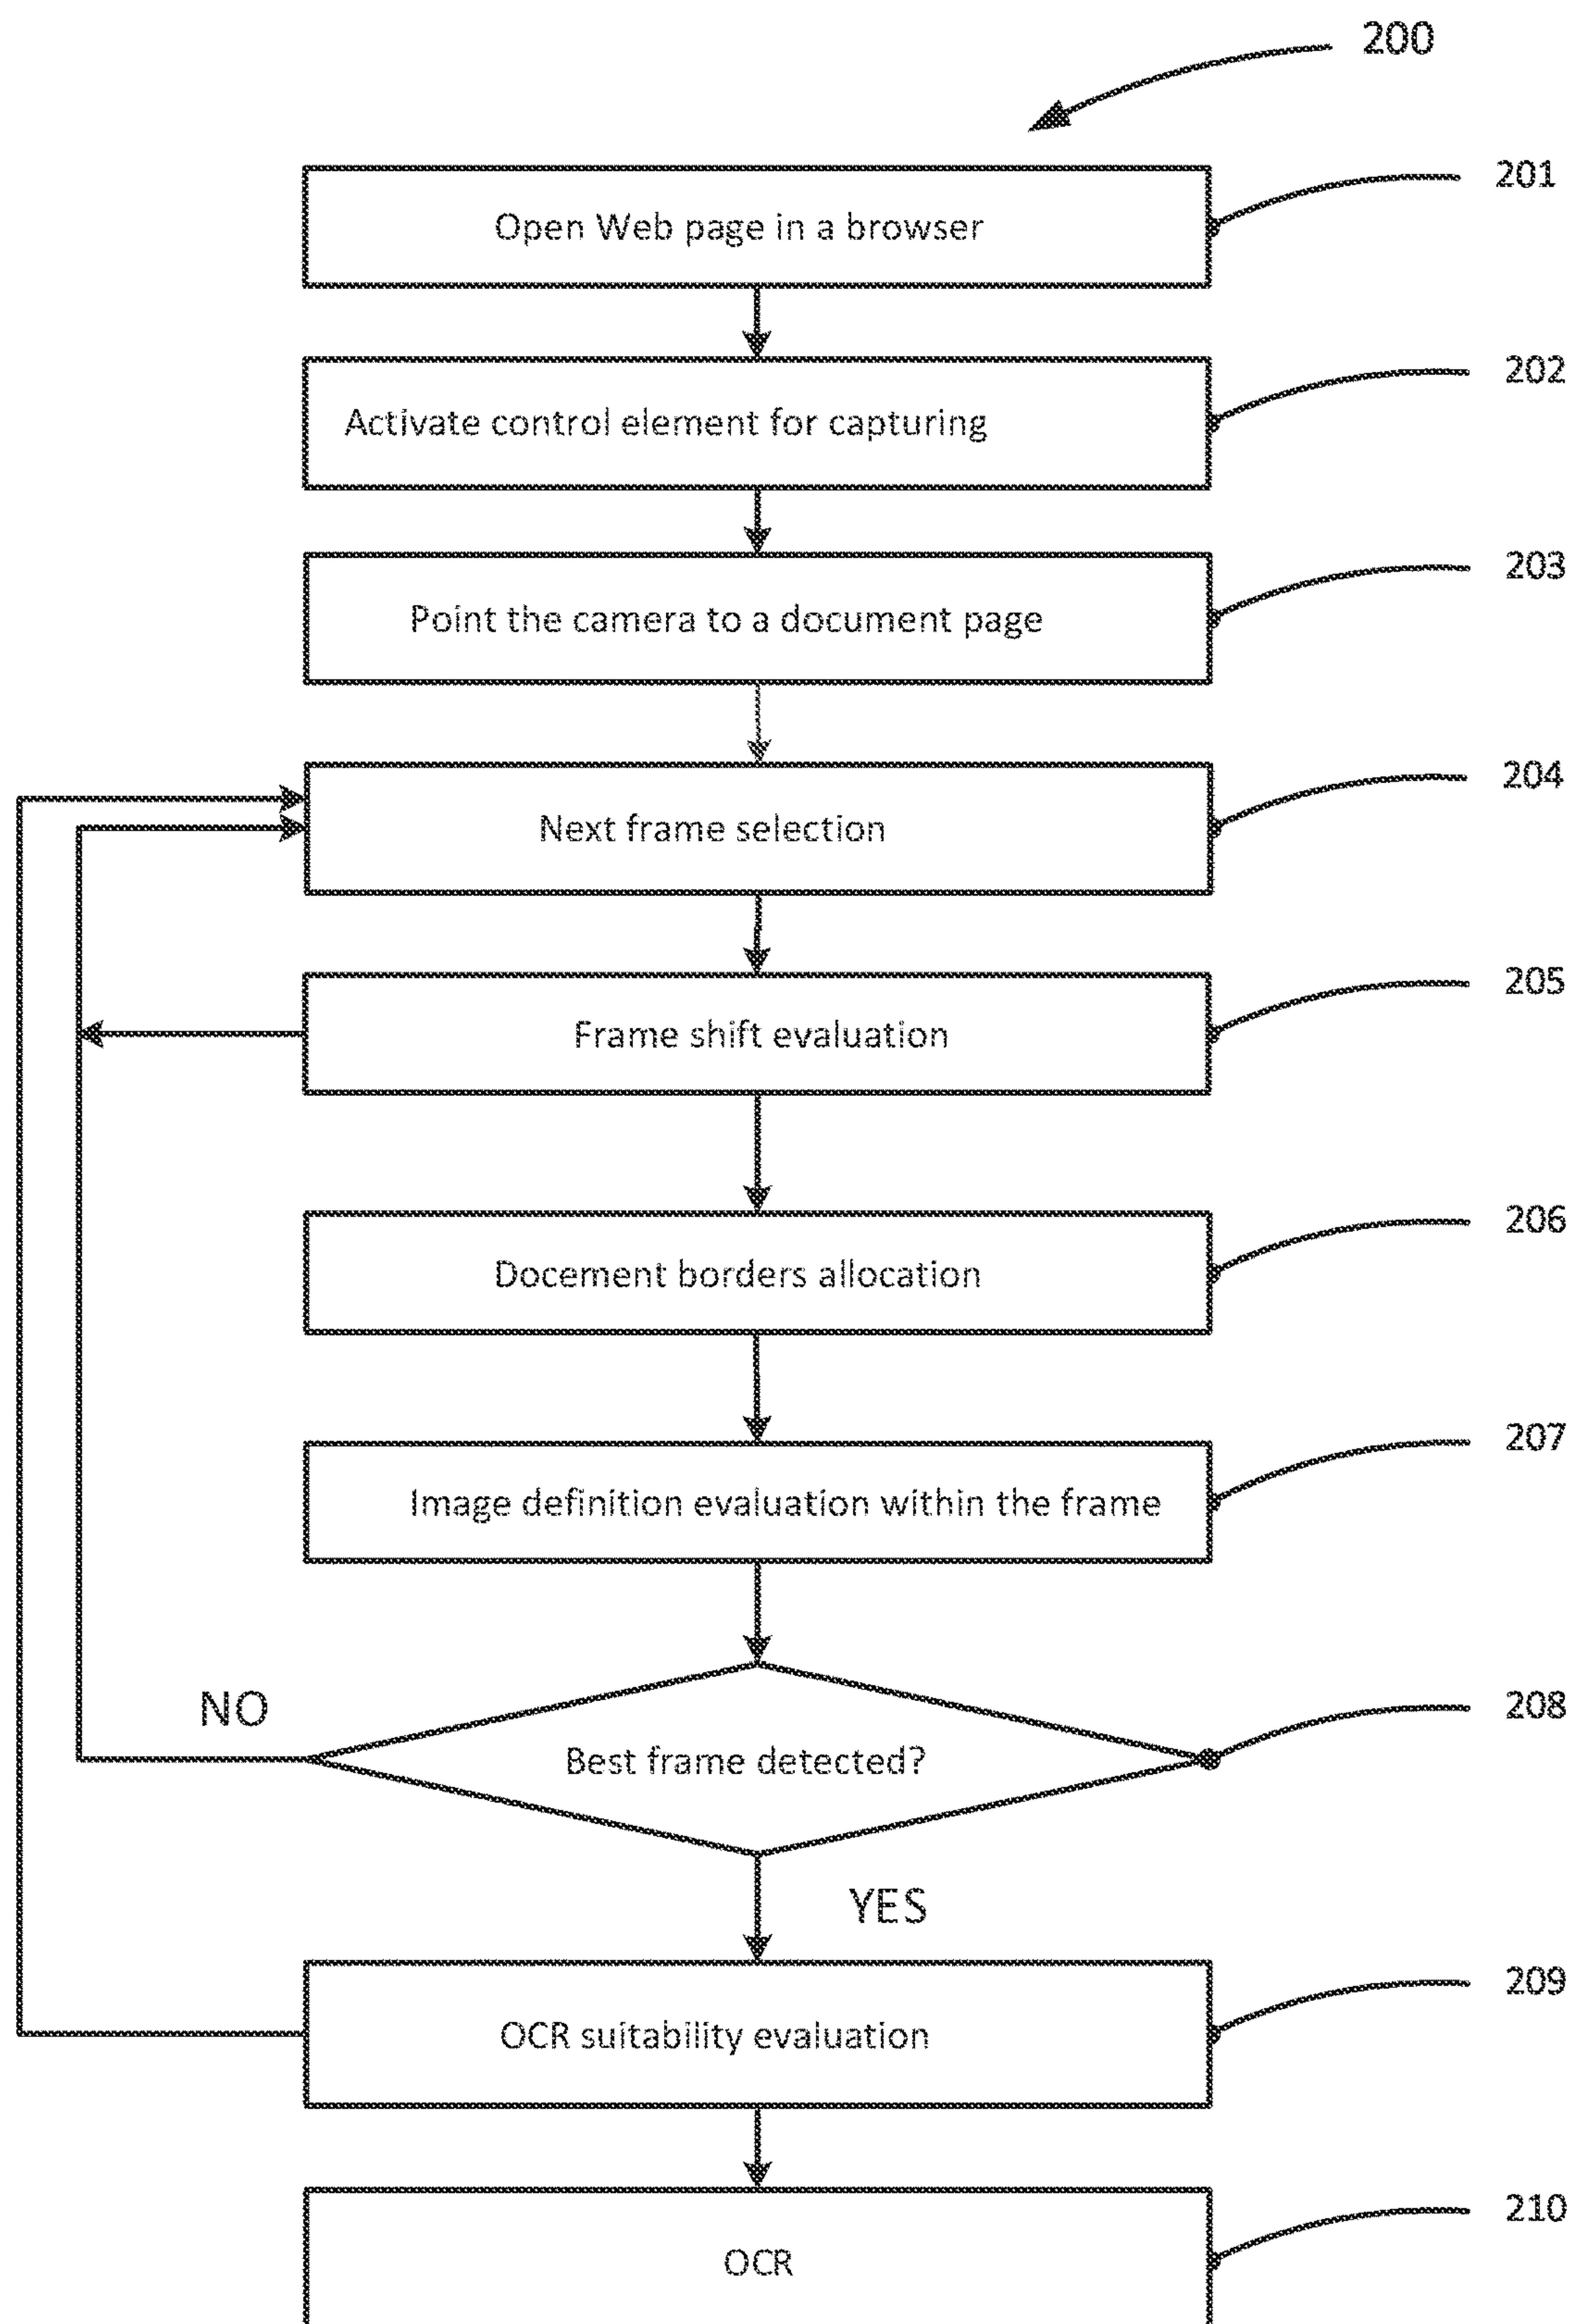 200
Open Web page in a browser
201
Activate control element for capturing
202
Point the camera to a document page
203
Next frame selection
204
Frame shift evaluation
205
Docement borders allocation
206
Image definition evaluation within the frame
207
NO
Best frame detected?
208
YES
OCR suitability evaluation
209
OCR
210